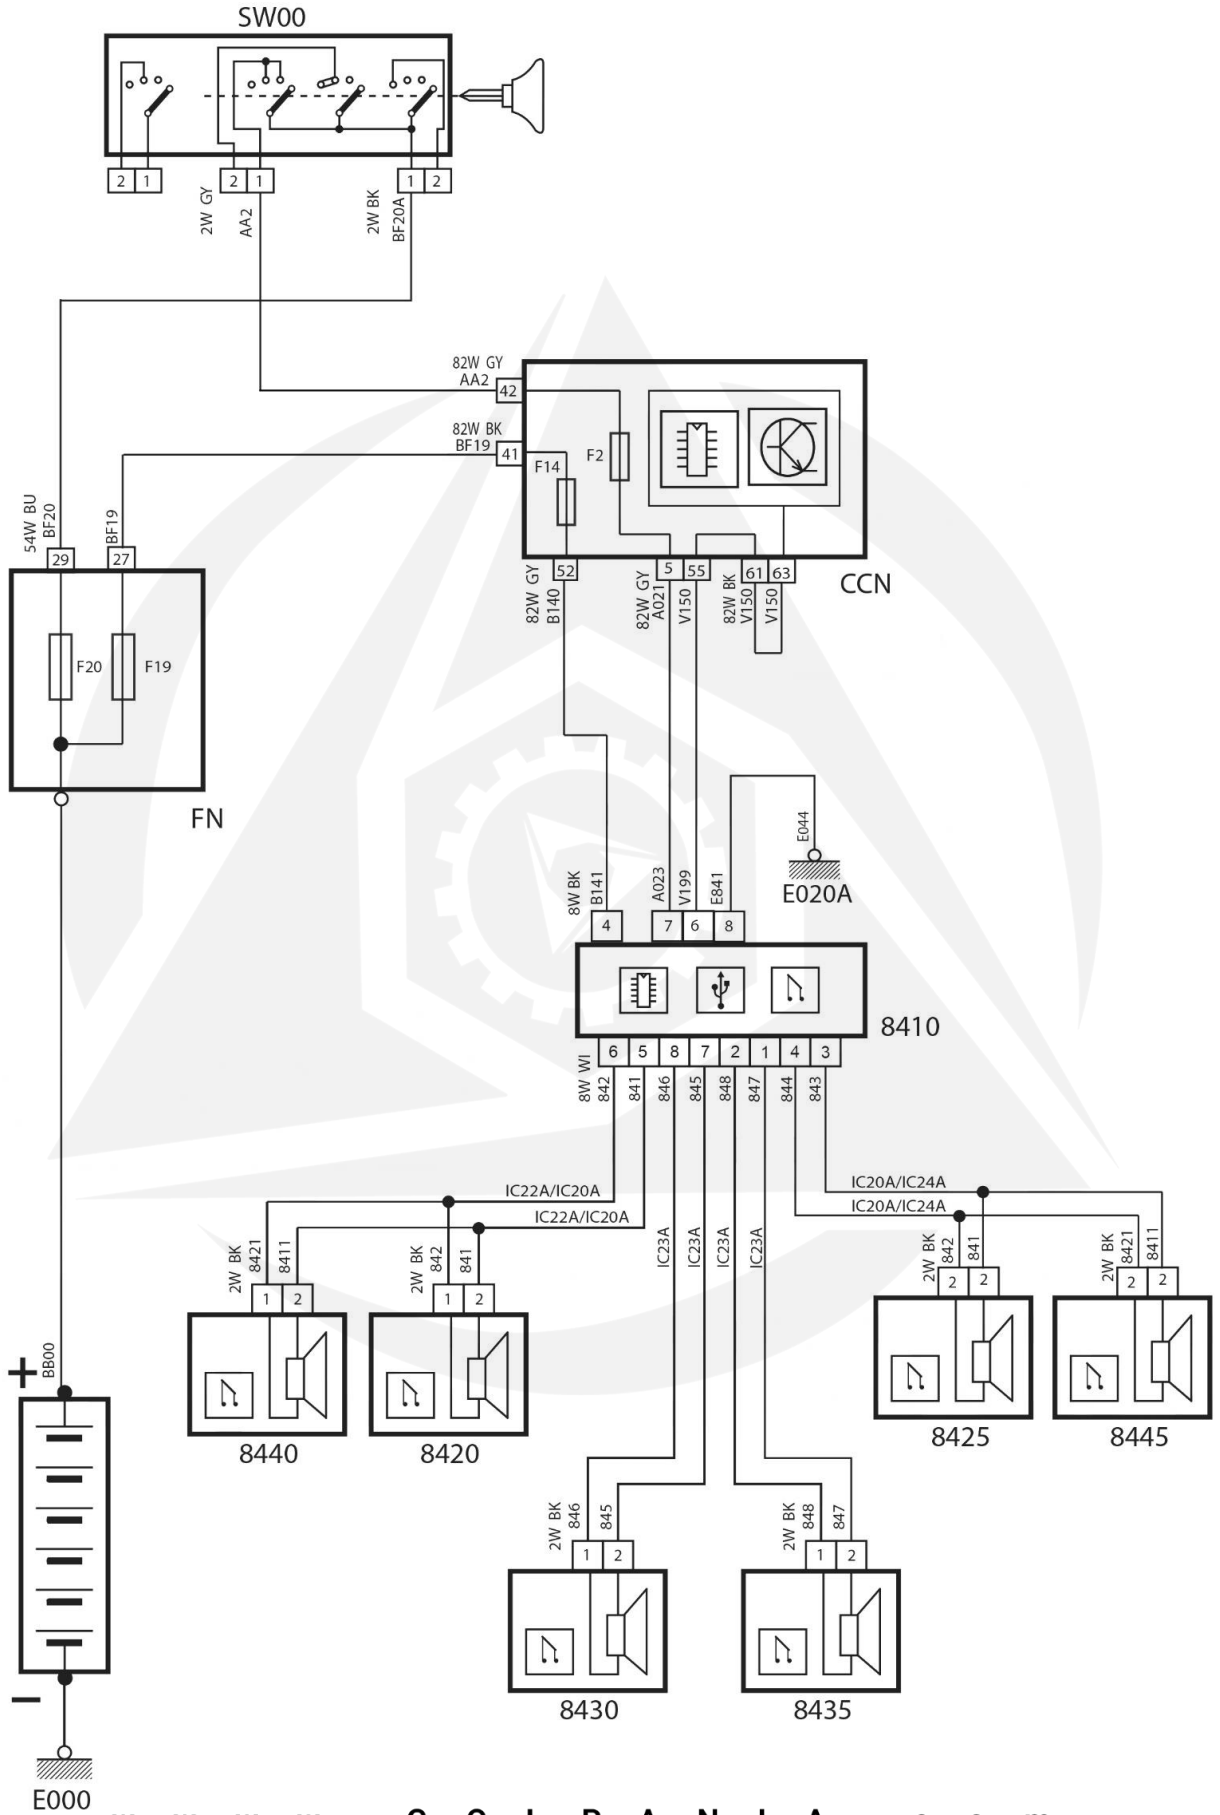 SW00
2 1
2 1
1 2
2W GY
AA2
2W BK
BF20A
82W GY
AA2
42
82W BK
BF19
41
F14
F2
54W BU
BF20
BF19
29
27
52
5
55
61
63
CCN
82W GY
B140
82W GY
A021
V150
82W BK
V150
V150
F20
F19
FN
E044
E020A
8W BK
B141
A023
V199
E841
4
7
6
8
8410
6 5 8 7 2 1 4 3
8W WI
842
841
846
845
848
847
844
843
IC22A/IC20A
IC22A/IC20A
IC20A/IC24A
IC20A/IC24A
IC23A
IC23A
IC23A
IC23A
2W BK
8421
8411
2W BK
842
841
2W BK
842
841
2W BK
8421
8411
1 2
1 2
2 2
2 2
8440
8420
8425
8445
+
BB00
2W BK
846
845
2W BK
848
847
1 2
1 2
8430
8435
−
E000